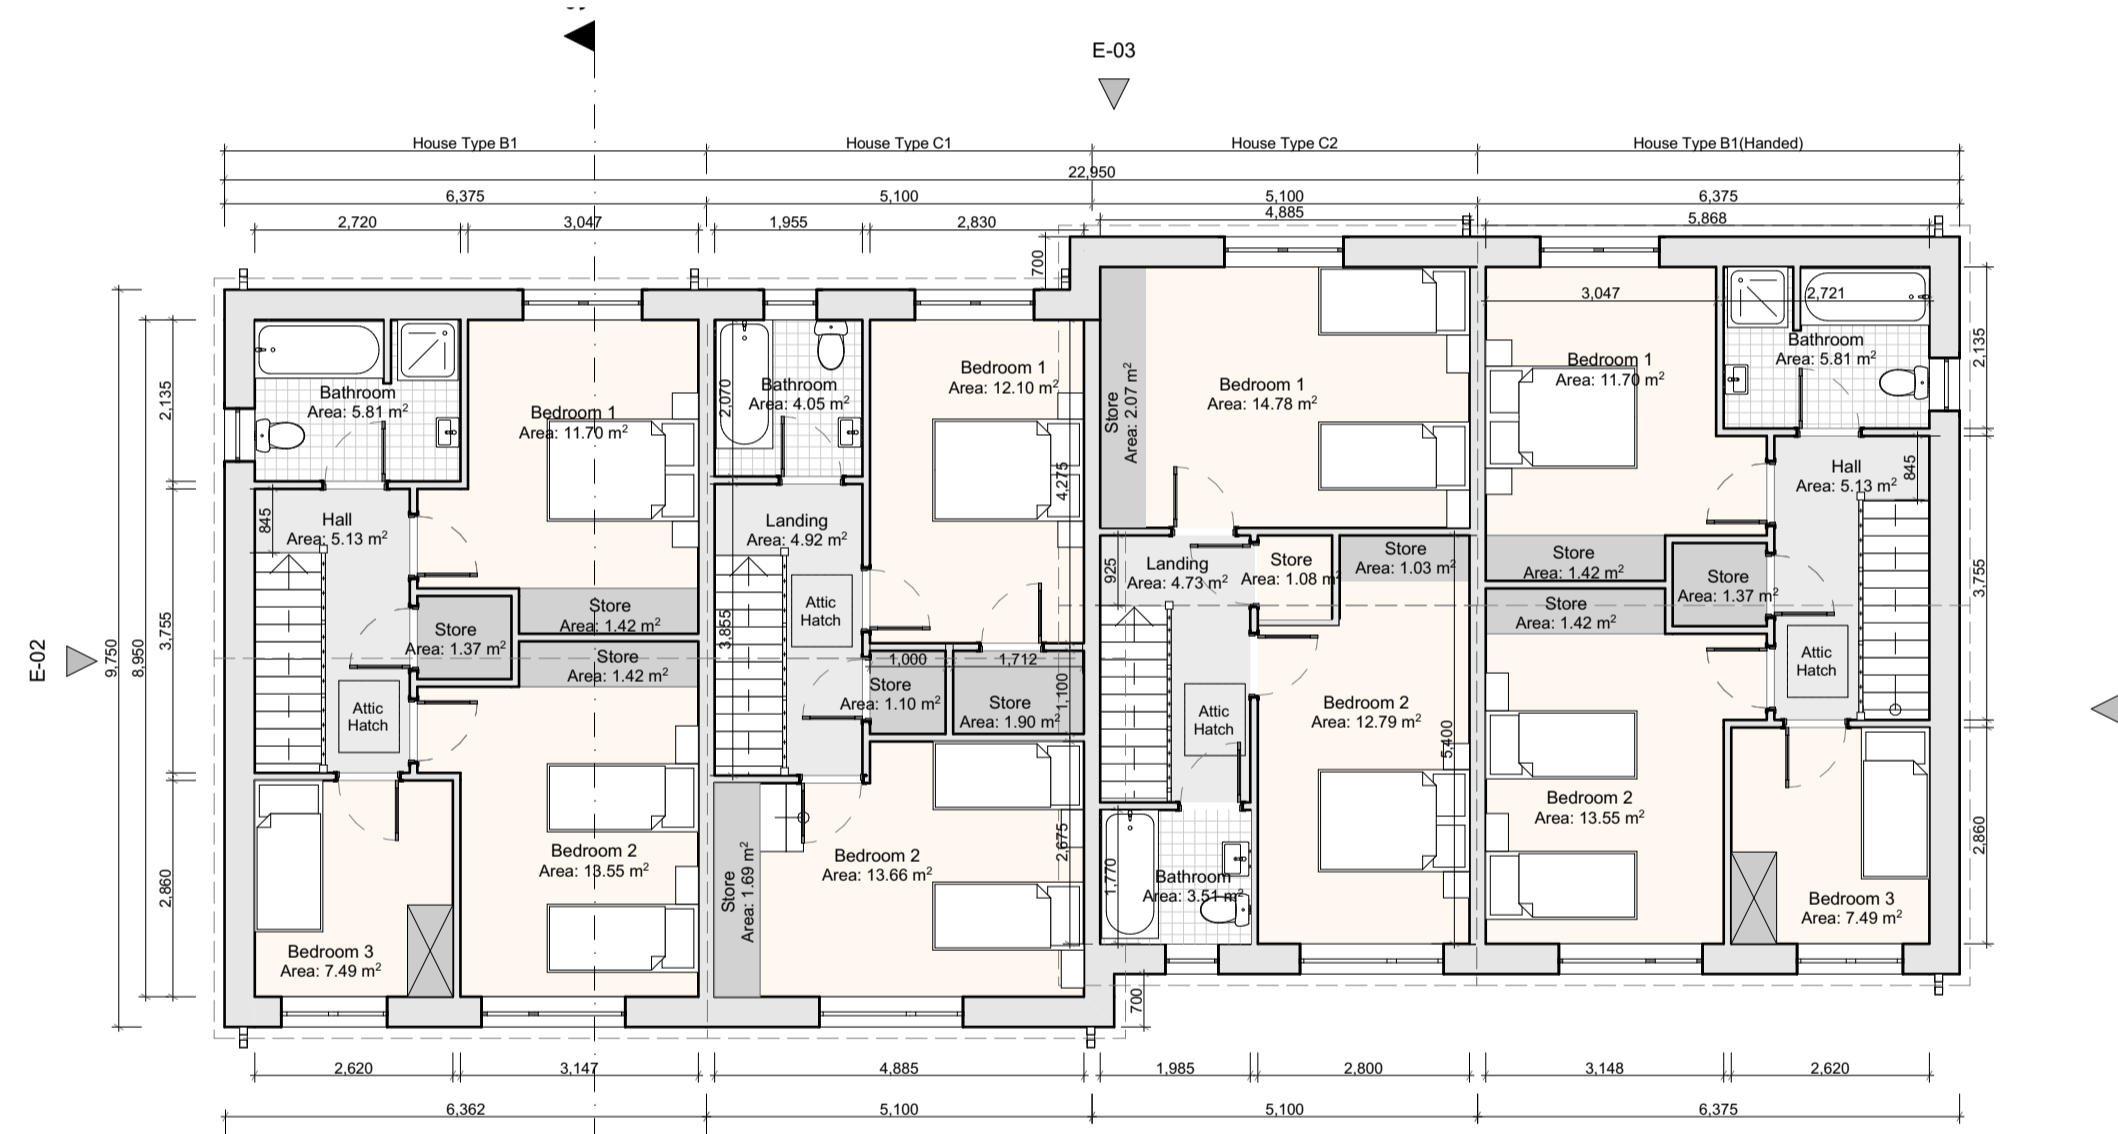 E-03
House Type B1
House Type C1
House Type C2
House Type B1(Handed)
22,950
6,375
5,100
5,100
6,375
2,720
3,047
1,955
2,830
4,885
5,868
700
3,047
2,721
Bathroom
Area: 5.81 m²
Bedroom 1
Area: 11.70 m²
2,070
Bathroom
Area: 4.05 m²
Bedroom 1
Area: 12.10 m²
4,275
Store
Area: 2.07 m²
Bedroom 1
Area: 14.78 m²
Bedroom 1
Area: 11.70 m²
Bathroom
Area: 5.81 m²
2,135
2,135
845
Hall
Area: 5.13 m²
Landing
Area: 4.92 m²
Hall
Area: 5.13 m²
845
925
Landing
Area: 4.73 m²
Store
Area: 1.08 m²
Store
Area: 1.03 m²
Store
Area: 1.42 m²
Store
Area: 1.37 m²
Store
Area: 1.42 m²
3,755
E-02
9,750
8,950
3,755
Store
Area: 1.42 m²
Store
Area: 1.37 m²
Store
Area: 1.42 m²
3,855
Attic
Hatch
1,000
1,712
Store
Area: 1.10 m²
Store
Area: 1.90 m²
1,100
Attic
Hatch
Attic
Hatch
Bedroom 2
Area: 12.79 m²
5,400
Attic
Hatch
Bedroom 2
Area: 13.55 m²
Bedroom 2
Area: 13.55 m²
Store
Area: 1.69 m²
Bedroom 2
Area: 13.66 m²
2,675
1,770
Bathroom
Area: 3.51 m²
2,860
2,860
Bedroom 3
Area: 7.49 m²
Bedroom 3
Area: 7.49 m²
700
2,620
3,147
4,885
1,985
2,800
3,148
2,620
6,362
5,100
5,100
6,375